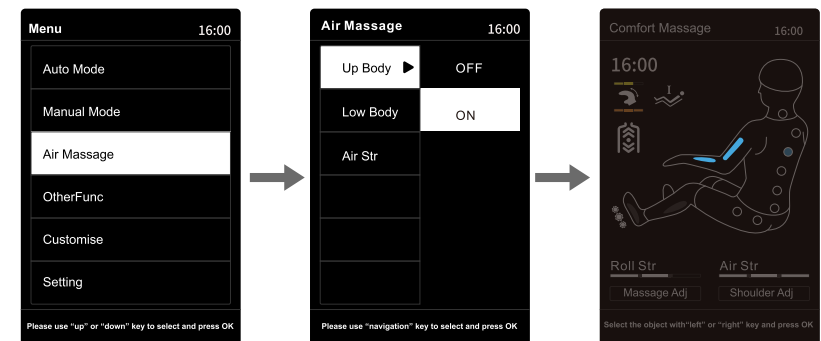 Menu
16:00
Auto Mode
Manual Mode
Air Massage
OtherFunc
Customise
Setting
Please use “up” or “down” key to select and press OK
Air Massage
16:00
Up Body
OFF
Low Body
ON
Air Str
Please use “navigation” key to select and press OK
Comfort Massage
16:00
16:00
I
Roll Str
Air Str
Massage Adj
Shoulder Adj
Select the object with“left” or “right” key and press OK